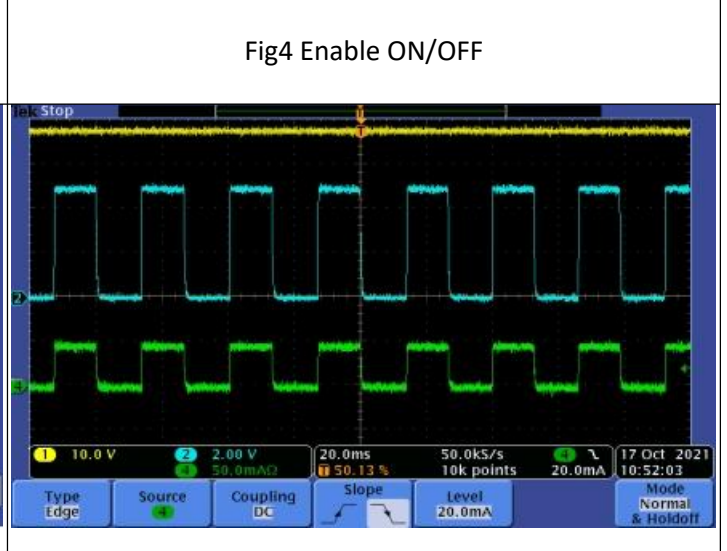 Fig4 Enable ON/OFF
Tek Stop
T
2
4
1 10.0 V 2 2.00 V 20.0ms 50.0kS/s 4 17 Oct 2021
4 50.0mAΩ T 50.13 % 10k points 20.0mA 10:52:03
Type Source Coupling Slope Level Mode
Edge 4 DC 20.0mA Normal
& Holdoff